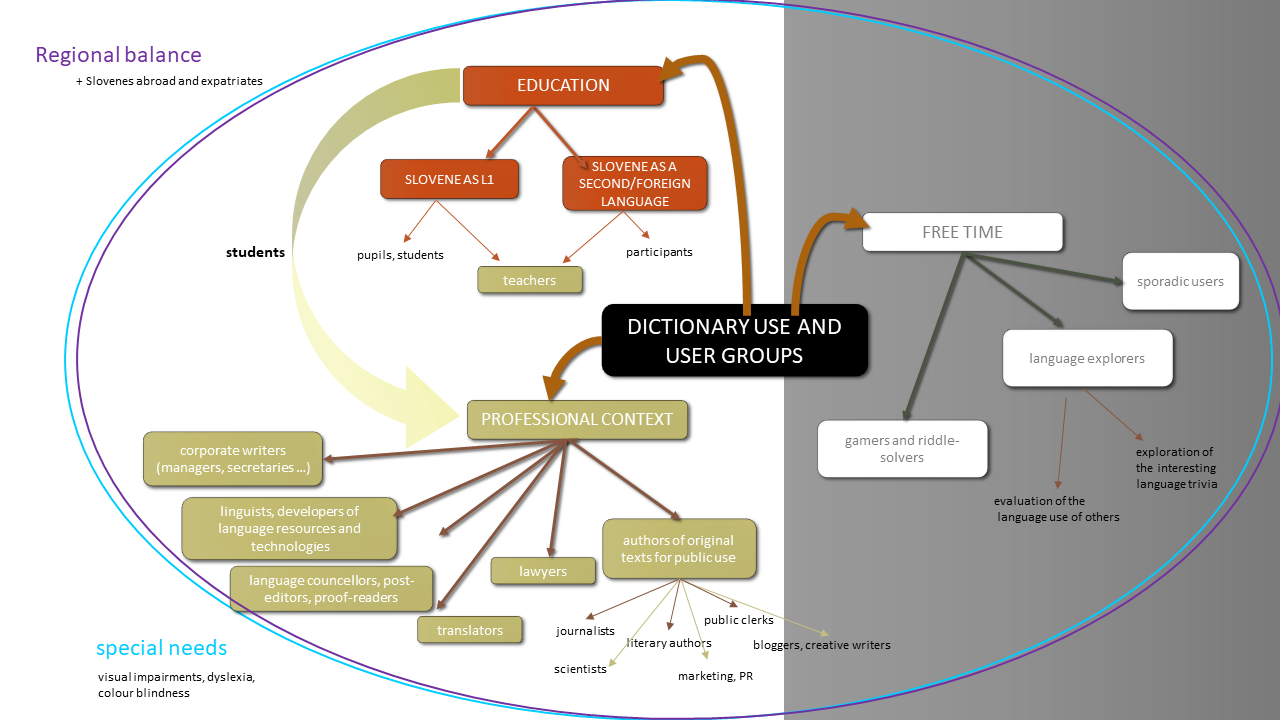 Regional balance
+ Slovenes abroad and expatriates
EDUCATION
SLOVENE AS L1
SLOVENE AS A
SECOND/FOREIGN
LANGUAGE
students
pupils, students
participants
teachers
FREE TIME
sporadic users
language explorers
gamers and riddle-
solvers
exploration of
the interesting
language trivia
evaluation of the
language use of others
DICTIONARY USE AND
USER GROUPS
PROFESSIONAL CONTEXT
corporate writers
(managers, secretaries …)
linguists, developers of
language resources and
technologies
language councellors, post-
editors, proof-readers
translators
lawyers
authors of original
texts for public use
journalists
literary authors
public clerks
bloggers, creative writers
scientists
marketing, PR
special needs
visual impairments, dyslexia,
colour blindness